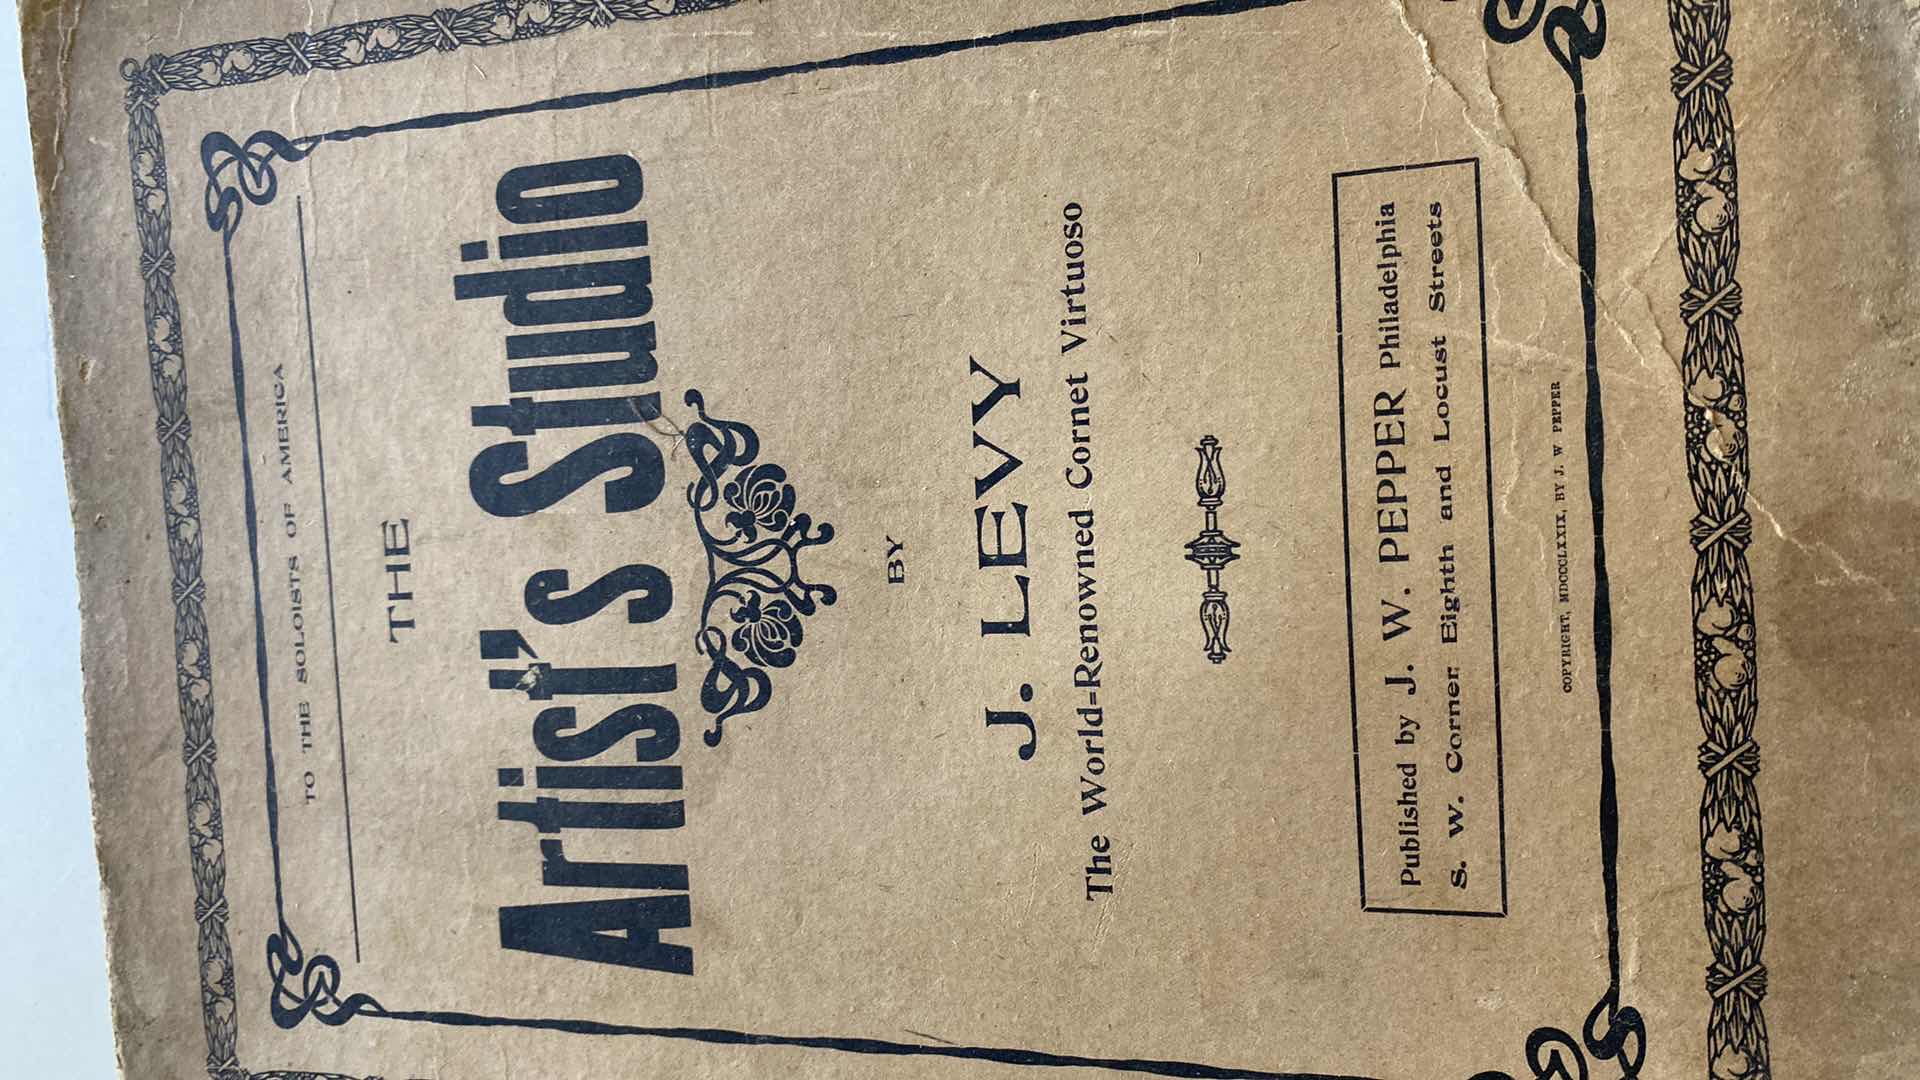 TO THE SOLOISTS OF AMERICA
THE
Artist's Studio
BY
J. LEVY
The World=Renowned Cornet Virtuoso
Published by J. W. PEPPER Philadelphia
S. W. Corner Eighth and Locust Streets
COPYRIGHT, MDCCCLXXIX, BY J. W PEPPER